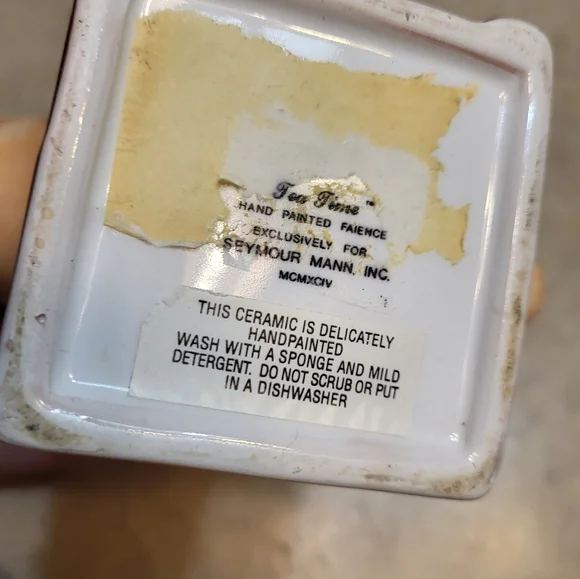 Tea Time™
HAND PAINTED FAIENCE
EXCLUSIVELY FOR
SEYMOUR MANN, INC.
MCMXCIV
THIS CERAMIC IS DELICATELY
HANDPAINTED
WASH WITH A SPONGE AND MILD
DETERGENT. DO NOT SCRUB OR PUT
IN A DISHWASHER